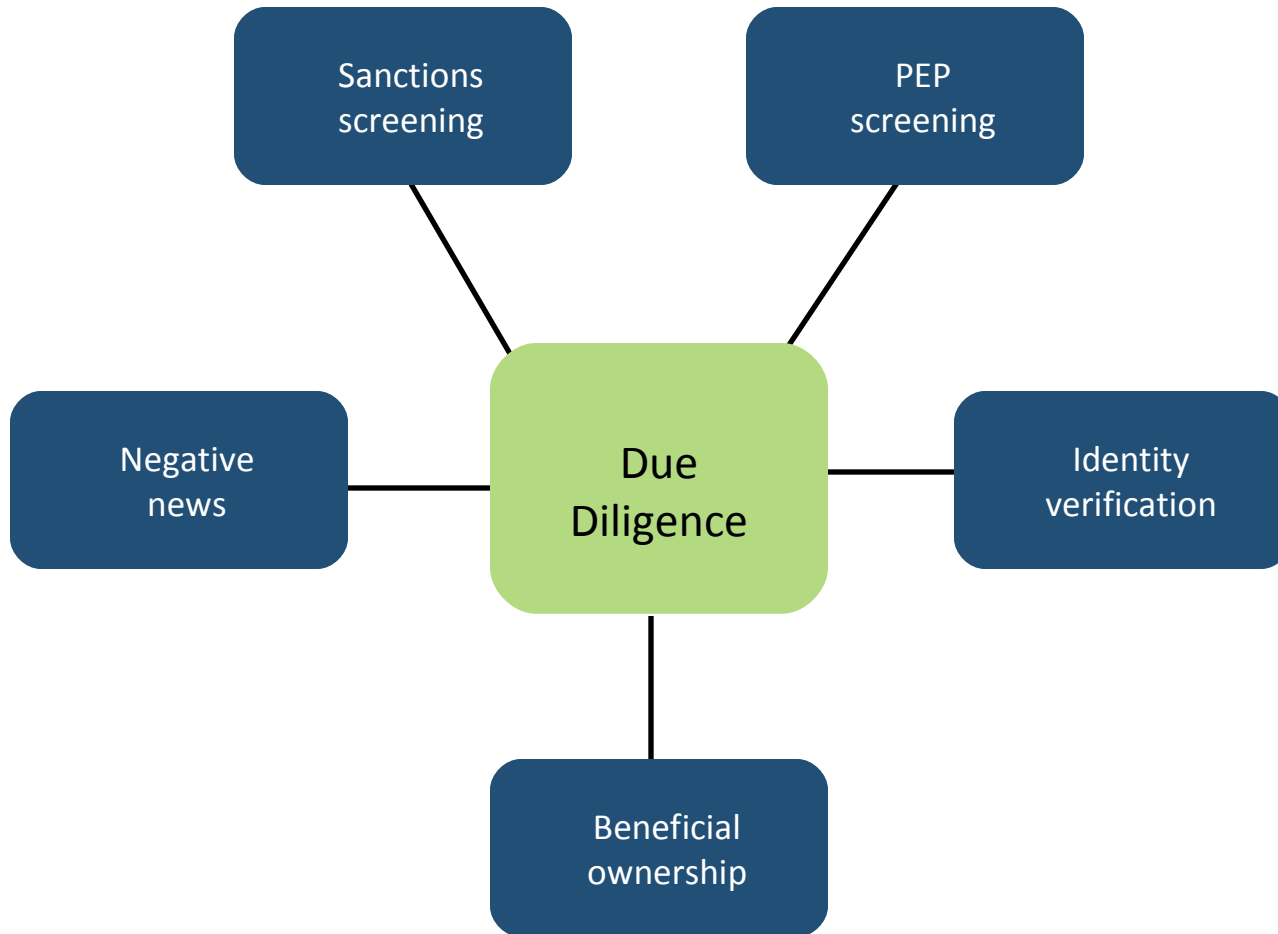 Sanctions
screening
PEP
screening
Negative
news
Due
Diligence
Identity
verification
Beneficial
ownership